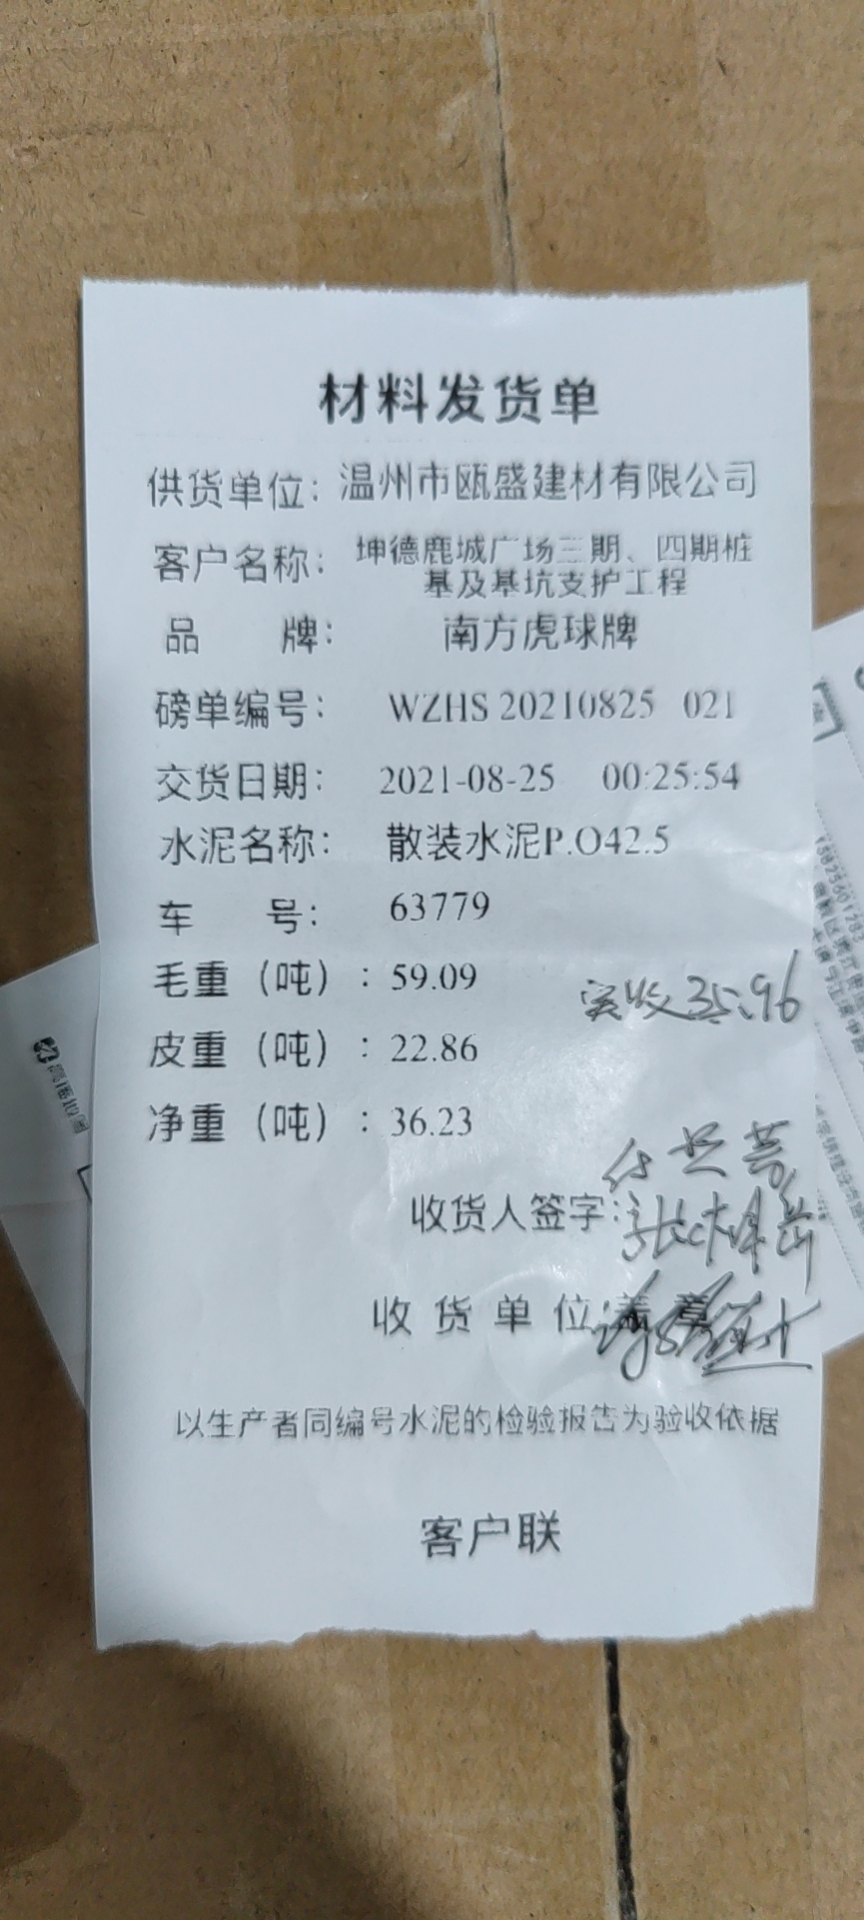 材料发货单
供货单位：温州市瓯盛建材有限公司
客户名称：坤德鹿城广场三期、四期桩
基及基坑支护工程
品 牌：南方虎球牌
磅单编号：WZHS 20210825 021
交货日期：2021-08-25 00:25:54
水泥名称：散装水泥P.O42.5
车 号：63779
毛重（吨）：59.09
实收35.96
皮重（吨）：22.86
净重（吨）：36.23
收货人签字：
收货单位盖章
以生产者同编号水泥的检验报告为验收依据
客户联